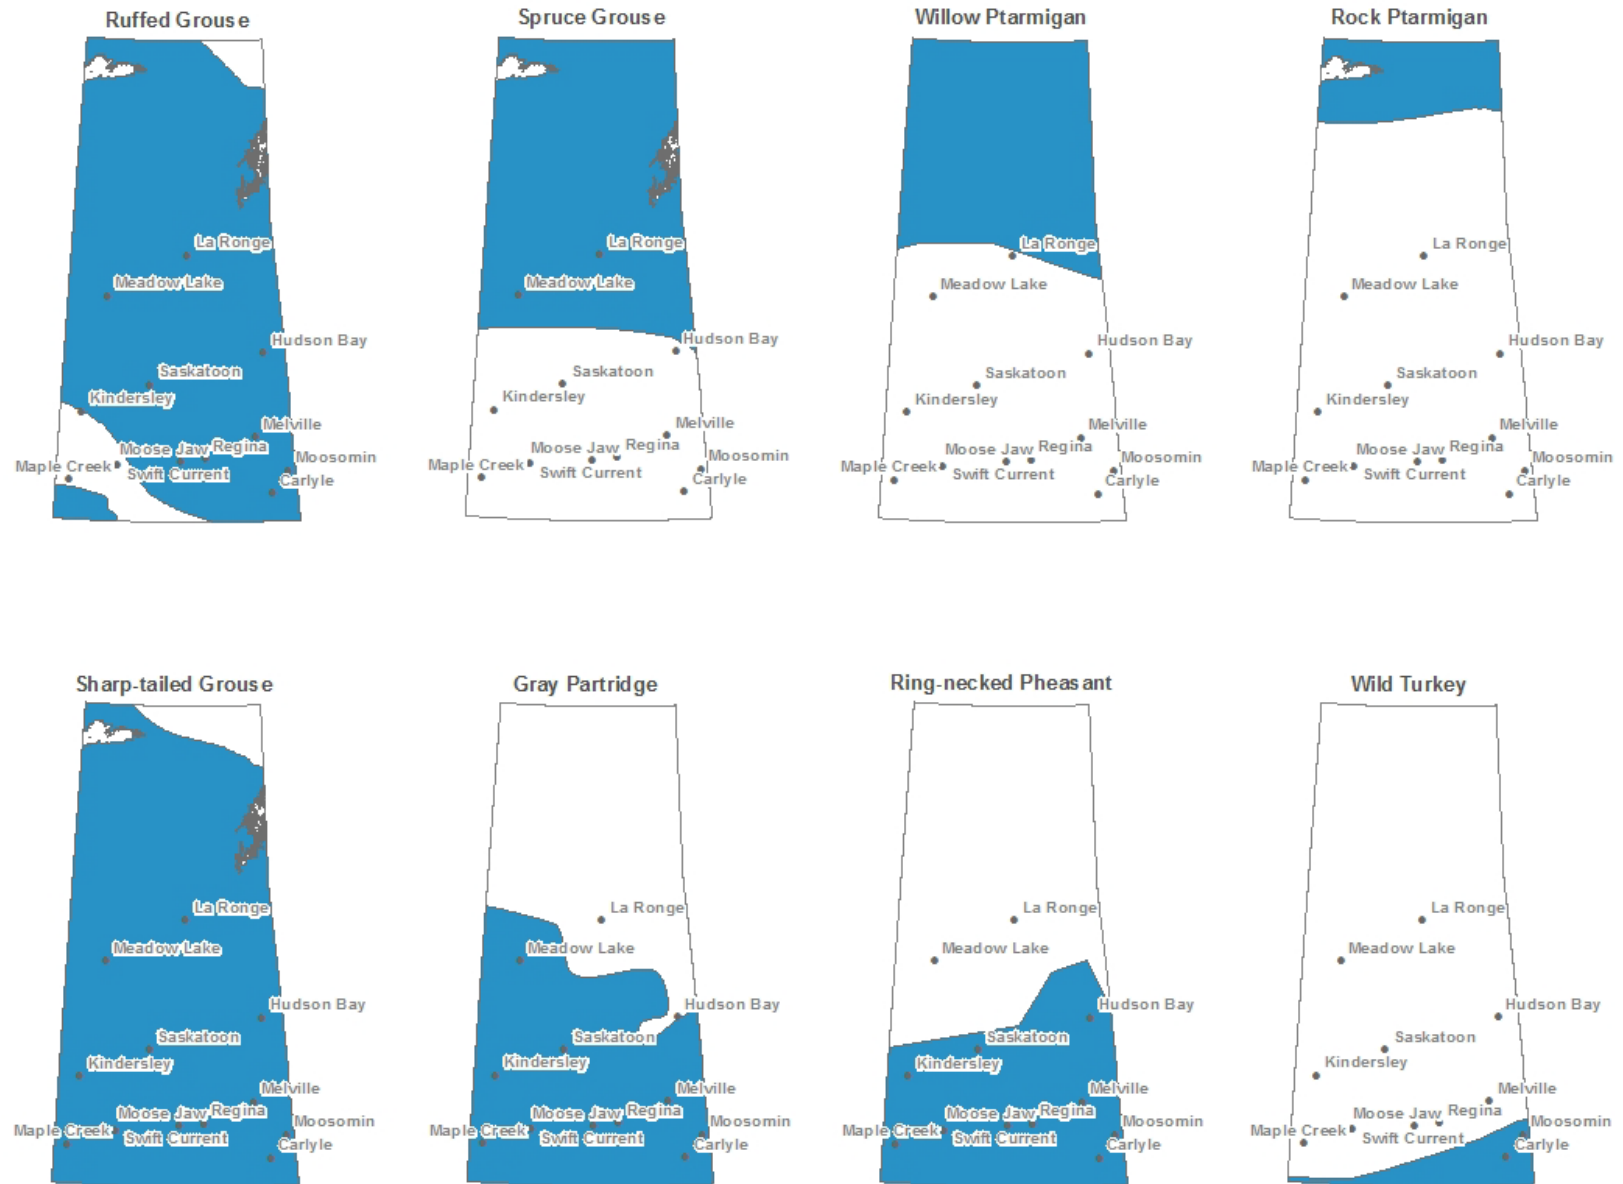 Ruffed Grouse
La Ronge
Meadow Lake
Hudson Bay
Saskatoon
Kindersley
Melville
Moose Jaw
Regina
Moosomin
Maple Creek
Swift Current
Carlyle
Spruce Grouse
La Ronge
Meadow Lake
Hudson Bay
Saskatoon
Kindersley
Melville
Moose Jaw
Regina
Moosomin
Maple Creek
Swift Current
Carlyle
Willow Ptarmigan
La Ronge
Meadow Lake
Hudson Bay
Saskatoon
Kindersley
Melville
Moose Jaw
Regina
Moosomin
Maple Creek
Swift Current
Carlyle
Rock Ptarmigan
La Ronge
Meadow Lake
Hudson Bay
Saskatoon
Kindersley
Melville
Moose Jaw
Regina
Moosomin
Maple Creek
Swift Current
Carlyle
Sharp-tailed Grouse
La Ronge
Meadow Lake
Hudson Bay
Saskatoon
Kindersley
Melville
Moose Jaw
Regina
Moosomin
Maple Creek
Swift Current
Carlyle
Gray Partridge
La Ronge
Meadow Lake
Hudson Bay
Saskatoon
Kindersley
Melville
Moose Jaw
Regina
Moosomin
Maple Creek
Swift Current
Carlyle
Ring-necked Pheasant
La Ronge
Meadow Lake
Hudson Bay
Saskatoon
Kindersley
Melville
Moose Jaw
Regina
Moosomin
Maple Creek
Swift Current
Carlyle
Wild Turkey
La Ronge
Meadow Lake
Hudson Bay
Saskatoon
Kindersley
Melville
Moose Jaw
Regina
Moosomin
Maple Creek
Swift Current
Carlyle